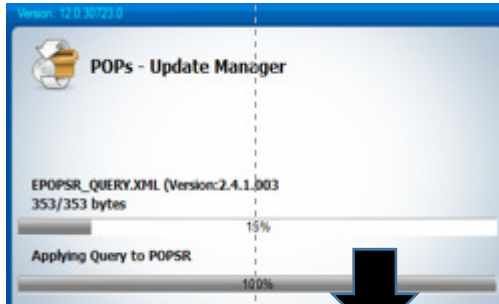 Version: 12.0.30723.0
POPs - Update Manager
EPOPSR_QUERY.XML (Version:2.4.1.003
353/353 bytes
15%
Applying Query to POPSR
100%